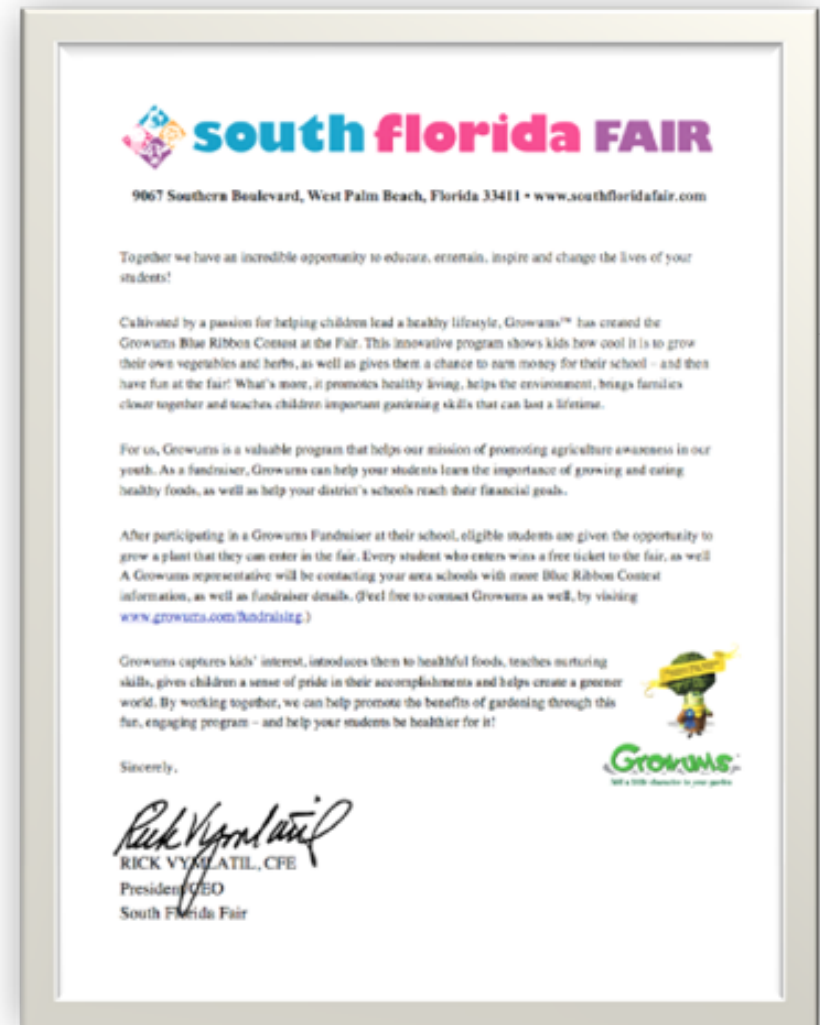 south florida FAIR
9067 Southern Boulevard, West Palm Beach, Florida 33411 • www.southfloridafair.com
Together we have an incredible opportunity to educate, entertain, inspire and change the lives of your
students!
Cultivated by a passion for helping children lead a healthy lifestyle, Growums™ has created the
Growums Blue Ribbon Contest at the Fair. This innovative program shows kids how cool it is to grow
their own vegetables and herbs, as well as gives them a chance to earn money for their school – and then
have fun at the fair! What's more, it promotes healthy living, helps the environment, brings families
closer together and teaches children important gardening skills that can last a lifetime.
For us, Growums is a valuable program that helps our mission of promoting agriculture awareness in our
youth. As a fundraiser, Growums can help your students learn the importance of growing and eating
healthy foods, as well as help your district's schools reach their financial goals.
After participating in a Growums Fundraiser at their school, eligible students are given the opportunity to
grow a plant that they can enter in the fair. Every student who enters wins a free ticket to the fair, as well
A Growums representative will be contacting your area schools with more Blue Ribbon Contest
information, as well as fundraiser details. (Feel free to contact Growums as well, by visiting
www.growums.com/fundraising.)
Growums captures kids' interest, introduces them to healthful foods, teaches nurturing
skills, gives children a sense of pride in their accomplishments and helps create a greener
world. By working together, we can help promote the benefits of gardening through this
fun, engaging program – and help your students be healthier for it!
Growums
Add a little character to your garden
Sincerely,
Rick Vymlatil
RICK VYMLATIL, CFE
President CEO
South Florida Fair